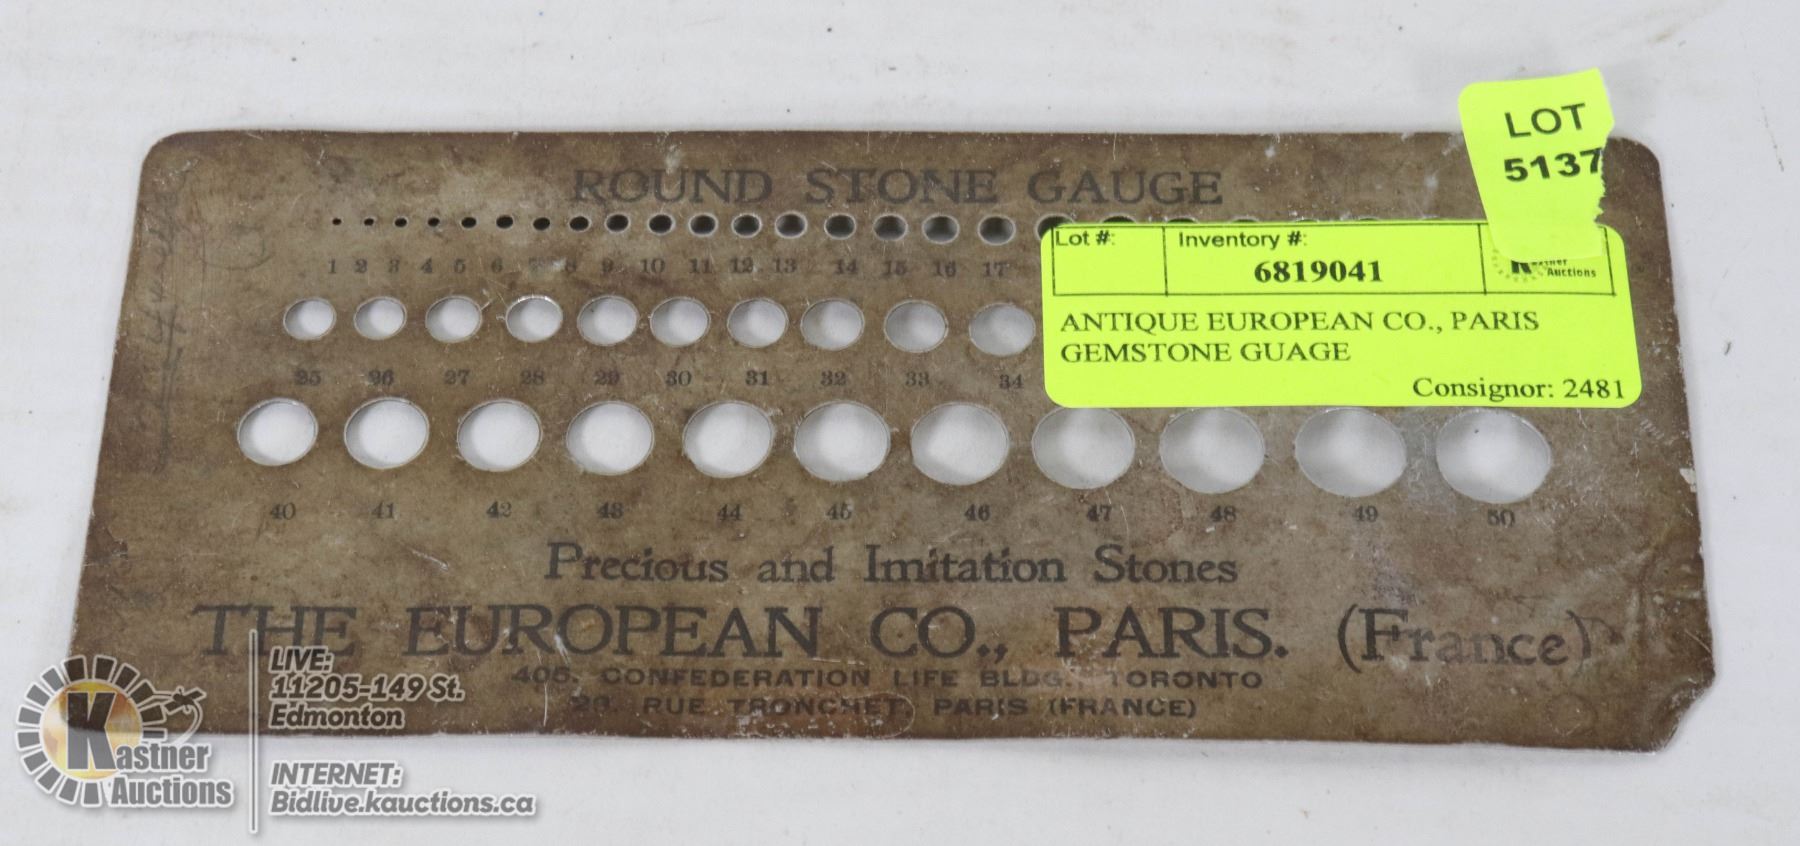 ROUND STONE GAUGE
1 2 3 4 5 6 7 8 9 10 11 12 13 14 15 16 17
25 26 27 28 29 30 31 32 33 34
40 41 42 43 44 45 46 47 48 49 50
Precious and Imitation Stones
THE EUROPEAN CO., PARIS. (France)
405. CONFEDERATION LIFE BLDG., TORONTO
20. RUE TRONCHET, PARIS (FRANCE)
LOT
5137
Lot #: Inventory #:
6819041
Kastner
Auctions
ANTIQUE EUROPEAN CO., PARIS
GEMSTONE GUAGE
Consignor: 2481
Kastner
Auctions
LIVE:
11205-149 St.
Edmonton
INTERNET:
Bidlive.kauctions.ca